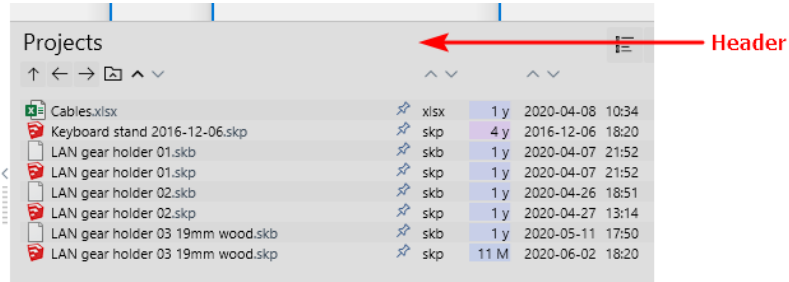 Projects
Header
Cables.xlsx xlsx 1 y 2020-04-08 10:34
Keyboard stand 2016-12-06.skp skp 4 y 2016-12-06 18:20
LAN gear holder 01.skb skb 1 y 2020-04-07 21:52
LAN gear holder 01.skp skp 1 y 2020-04-07 21:52
LAN gear holder 02.skb skb 1 y 2020-04-26 18:51
LAN gear holder 02.skp skp 1 y 2020-04-27 13:14
LAN gear holder 03 19mm wood.skb skb 1 y 2020-05-11 17:50
LAN gear holder 03 19mm wood.skp skp 11 M 2020-06-02 18:20